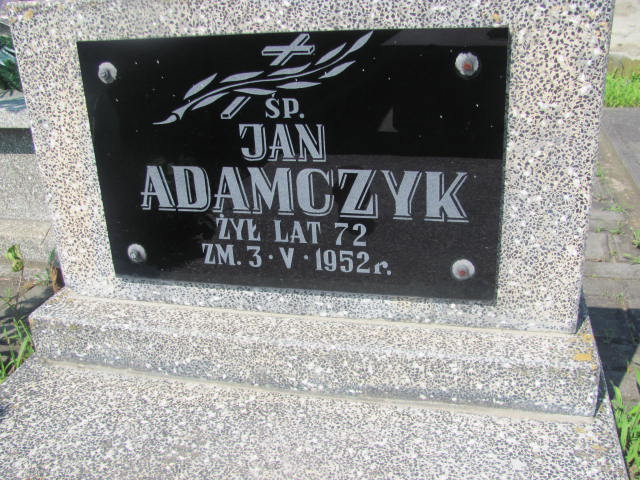 ŚP.
JAN
ADAMCZYK
ŻYŁ LAT 72
ZM. 3 · V · 1952 r.